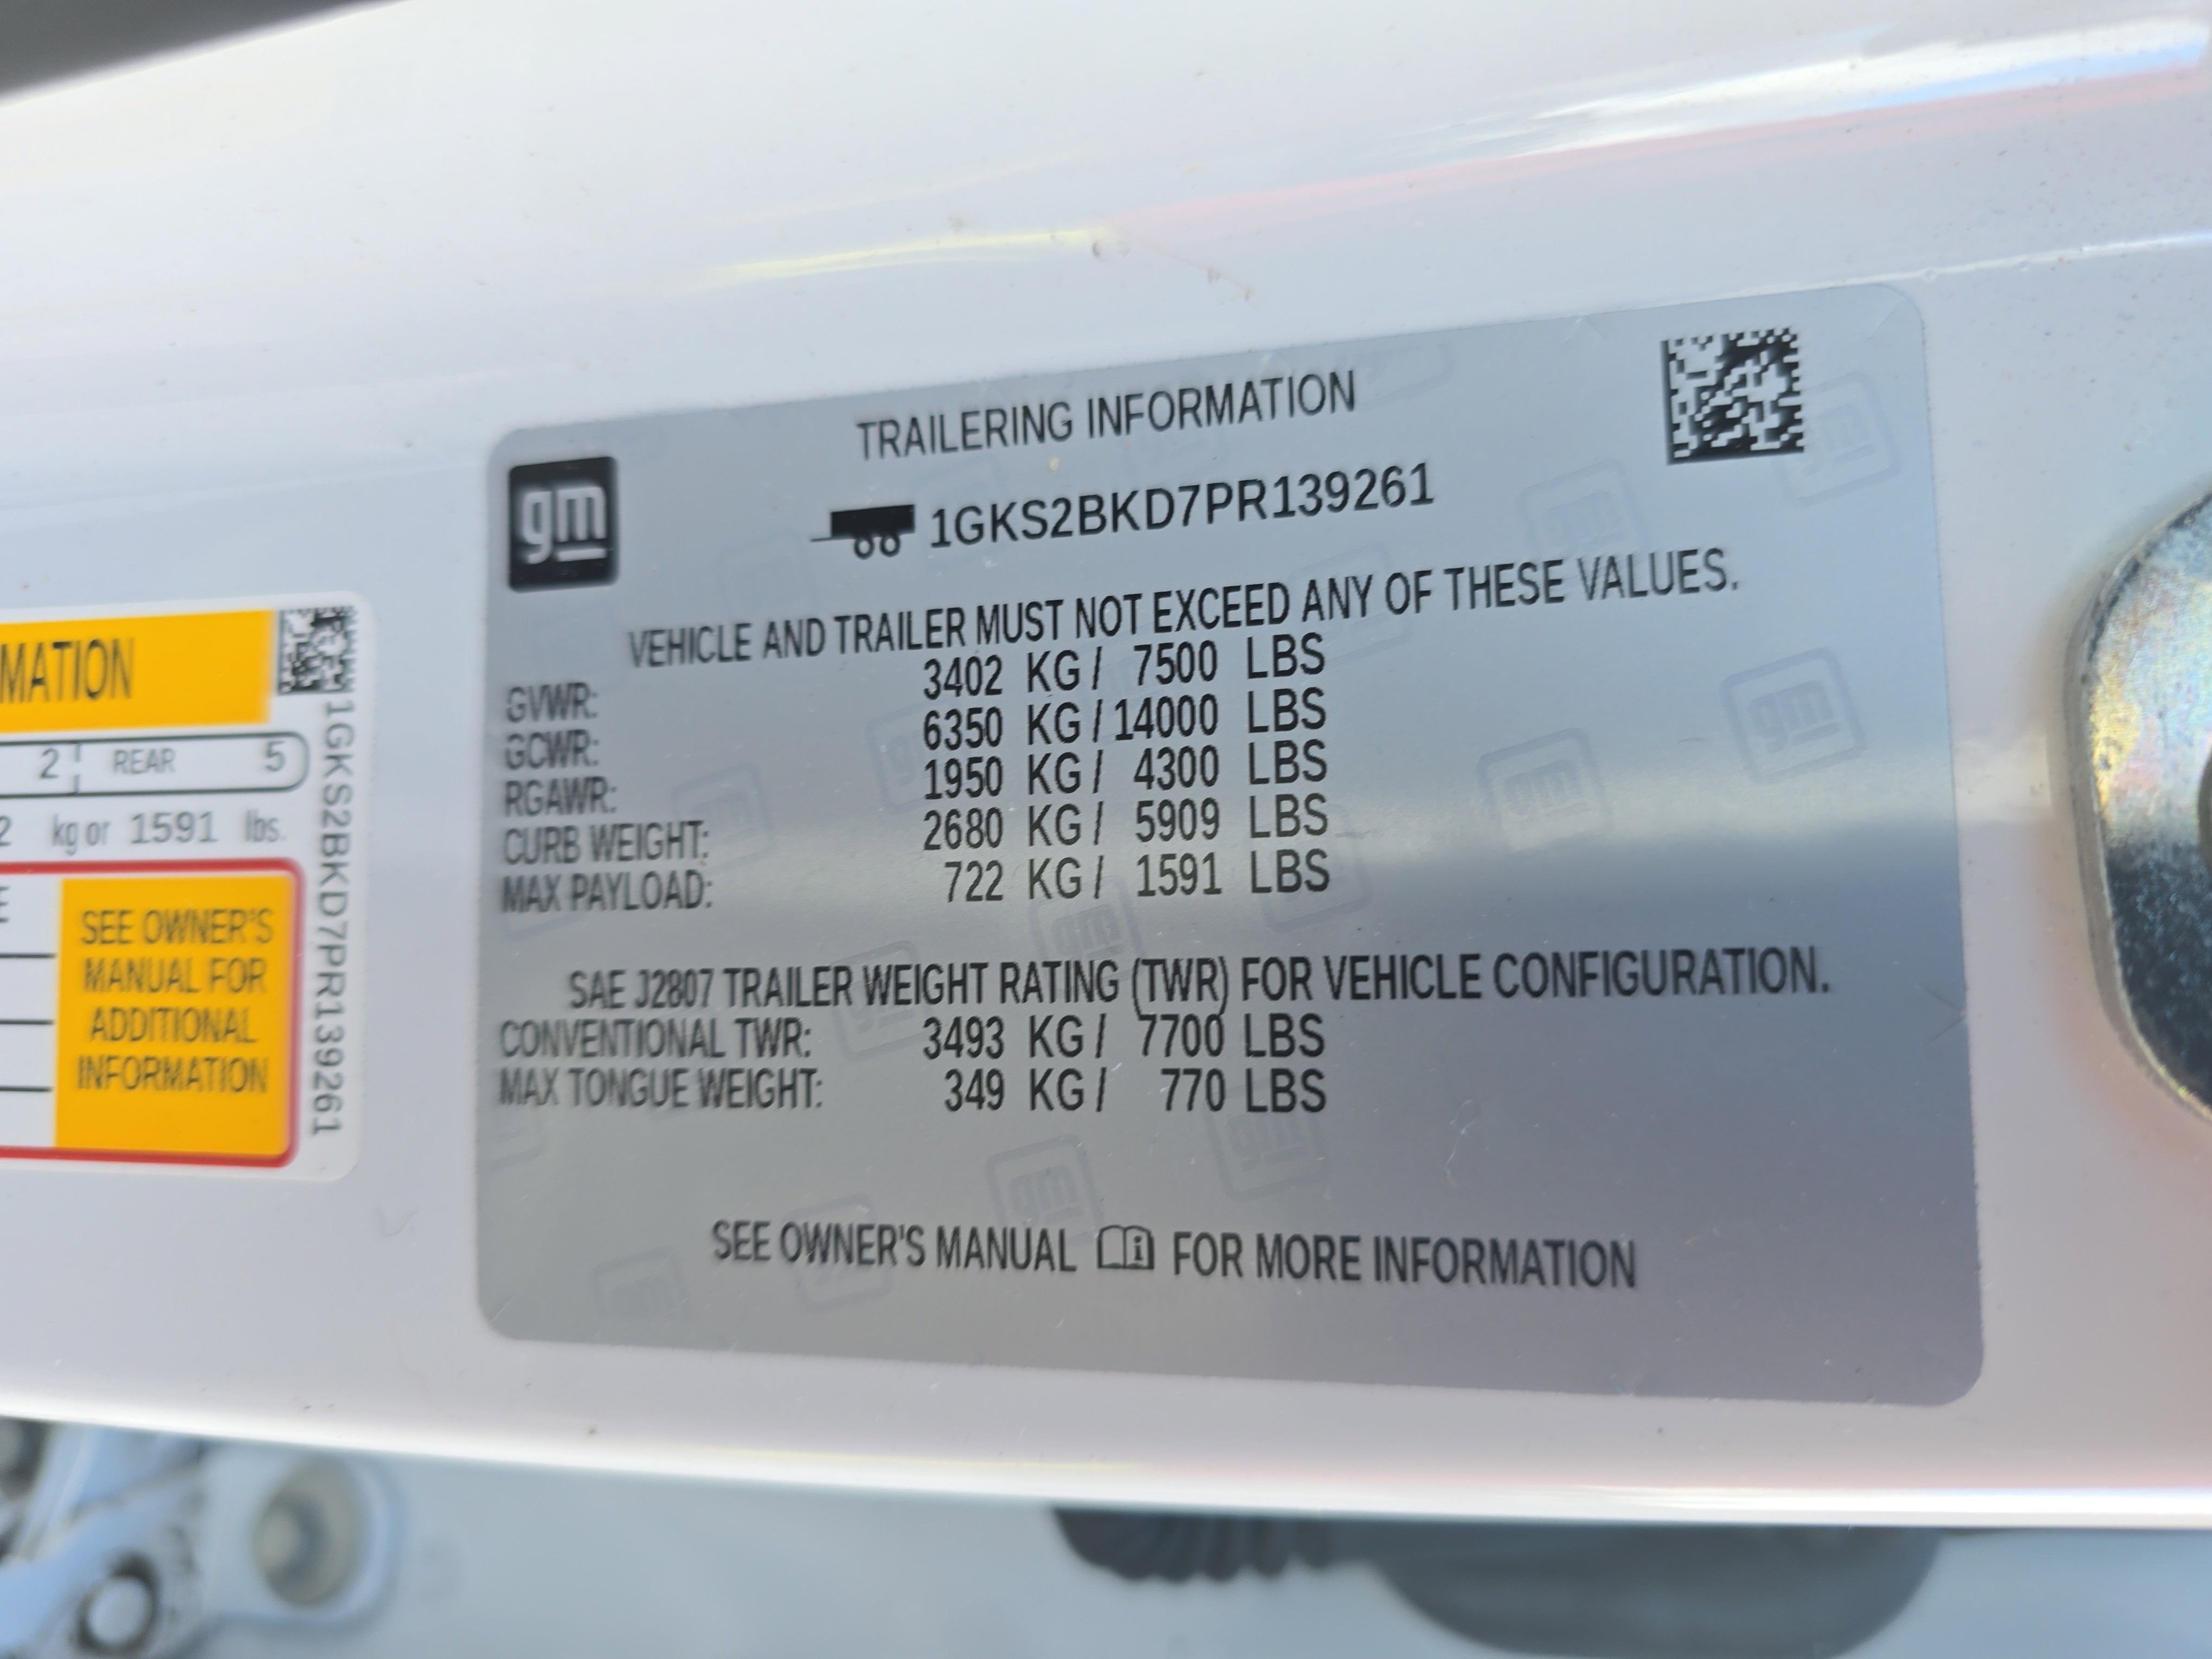 MATION
2 REAR 5
2 kg or 1591 lbs.
E
SEE OWNER'S
MANUAL FOR
ADDITIONAL
INFORMATION
1GKS2BKD7PR139261
gm
TRAILERING INFORMATION
1GKS2BKD7PR139261
VEHICLE AND TRAILER MUST NOT EXCEED ANY OF THESE VALUES.
GVWR: 3402 KG / 7500 LBS
GCWR: 6350 KG / 14000 LBS
RGAWR: 1950 KG / 4300 LBS
CURB WEIGHT: 2680 KG / 5909 LBS
MAX PAYLOAD: 722 KG / 1591 LBS
SAE J2807 TRAILER WEIGHT RATING (TWR) FOR VEHICLE CONFIGURATION.
CONVENTIONAL TWR: 3493 KG / 7700 LBS
MAX TONGUE WEIGHT: 349 KG / 770 LBS
SEE OWNER'S MANUAL FOR MORE INFORMATION